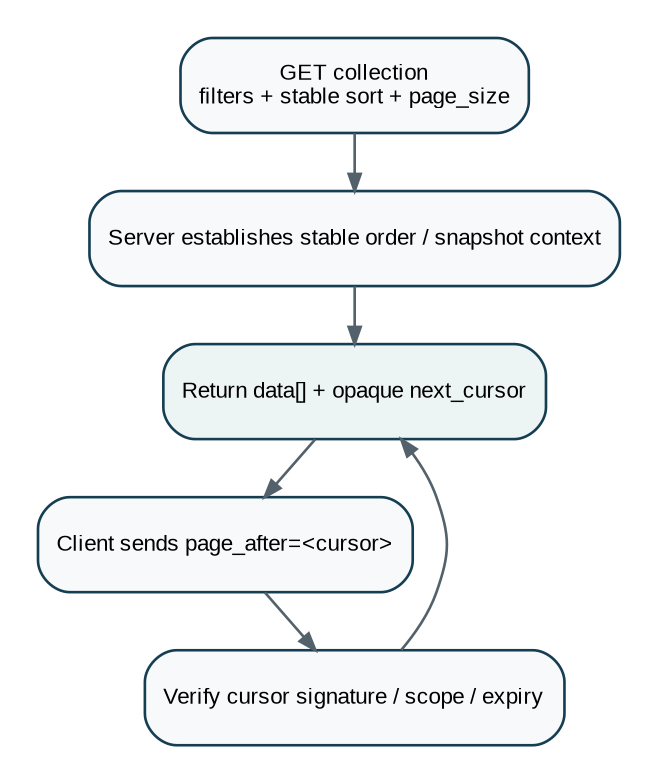 GET collection
filters + stable sort + page_size
Server establishes stable order / snapshot context
Return data[] + opaque next_cursor
Client sends page_after=<cursor>
Verify cursor signature / scope / expiry